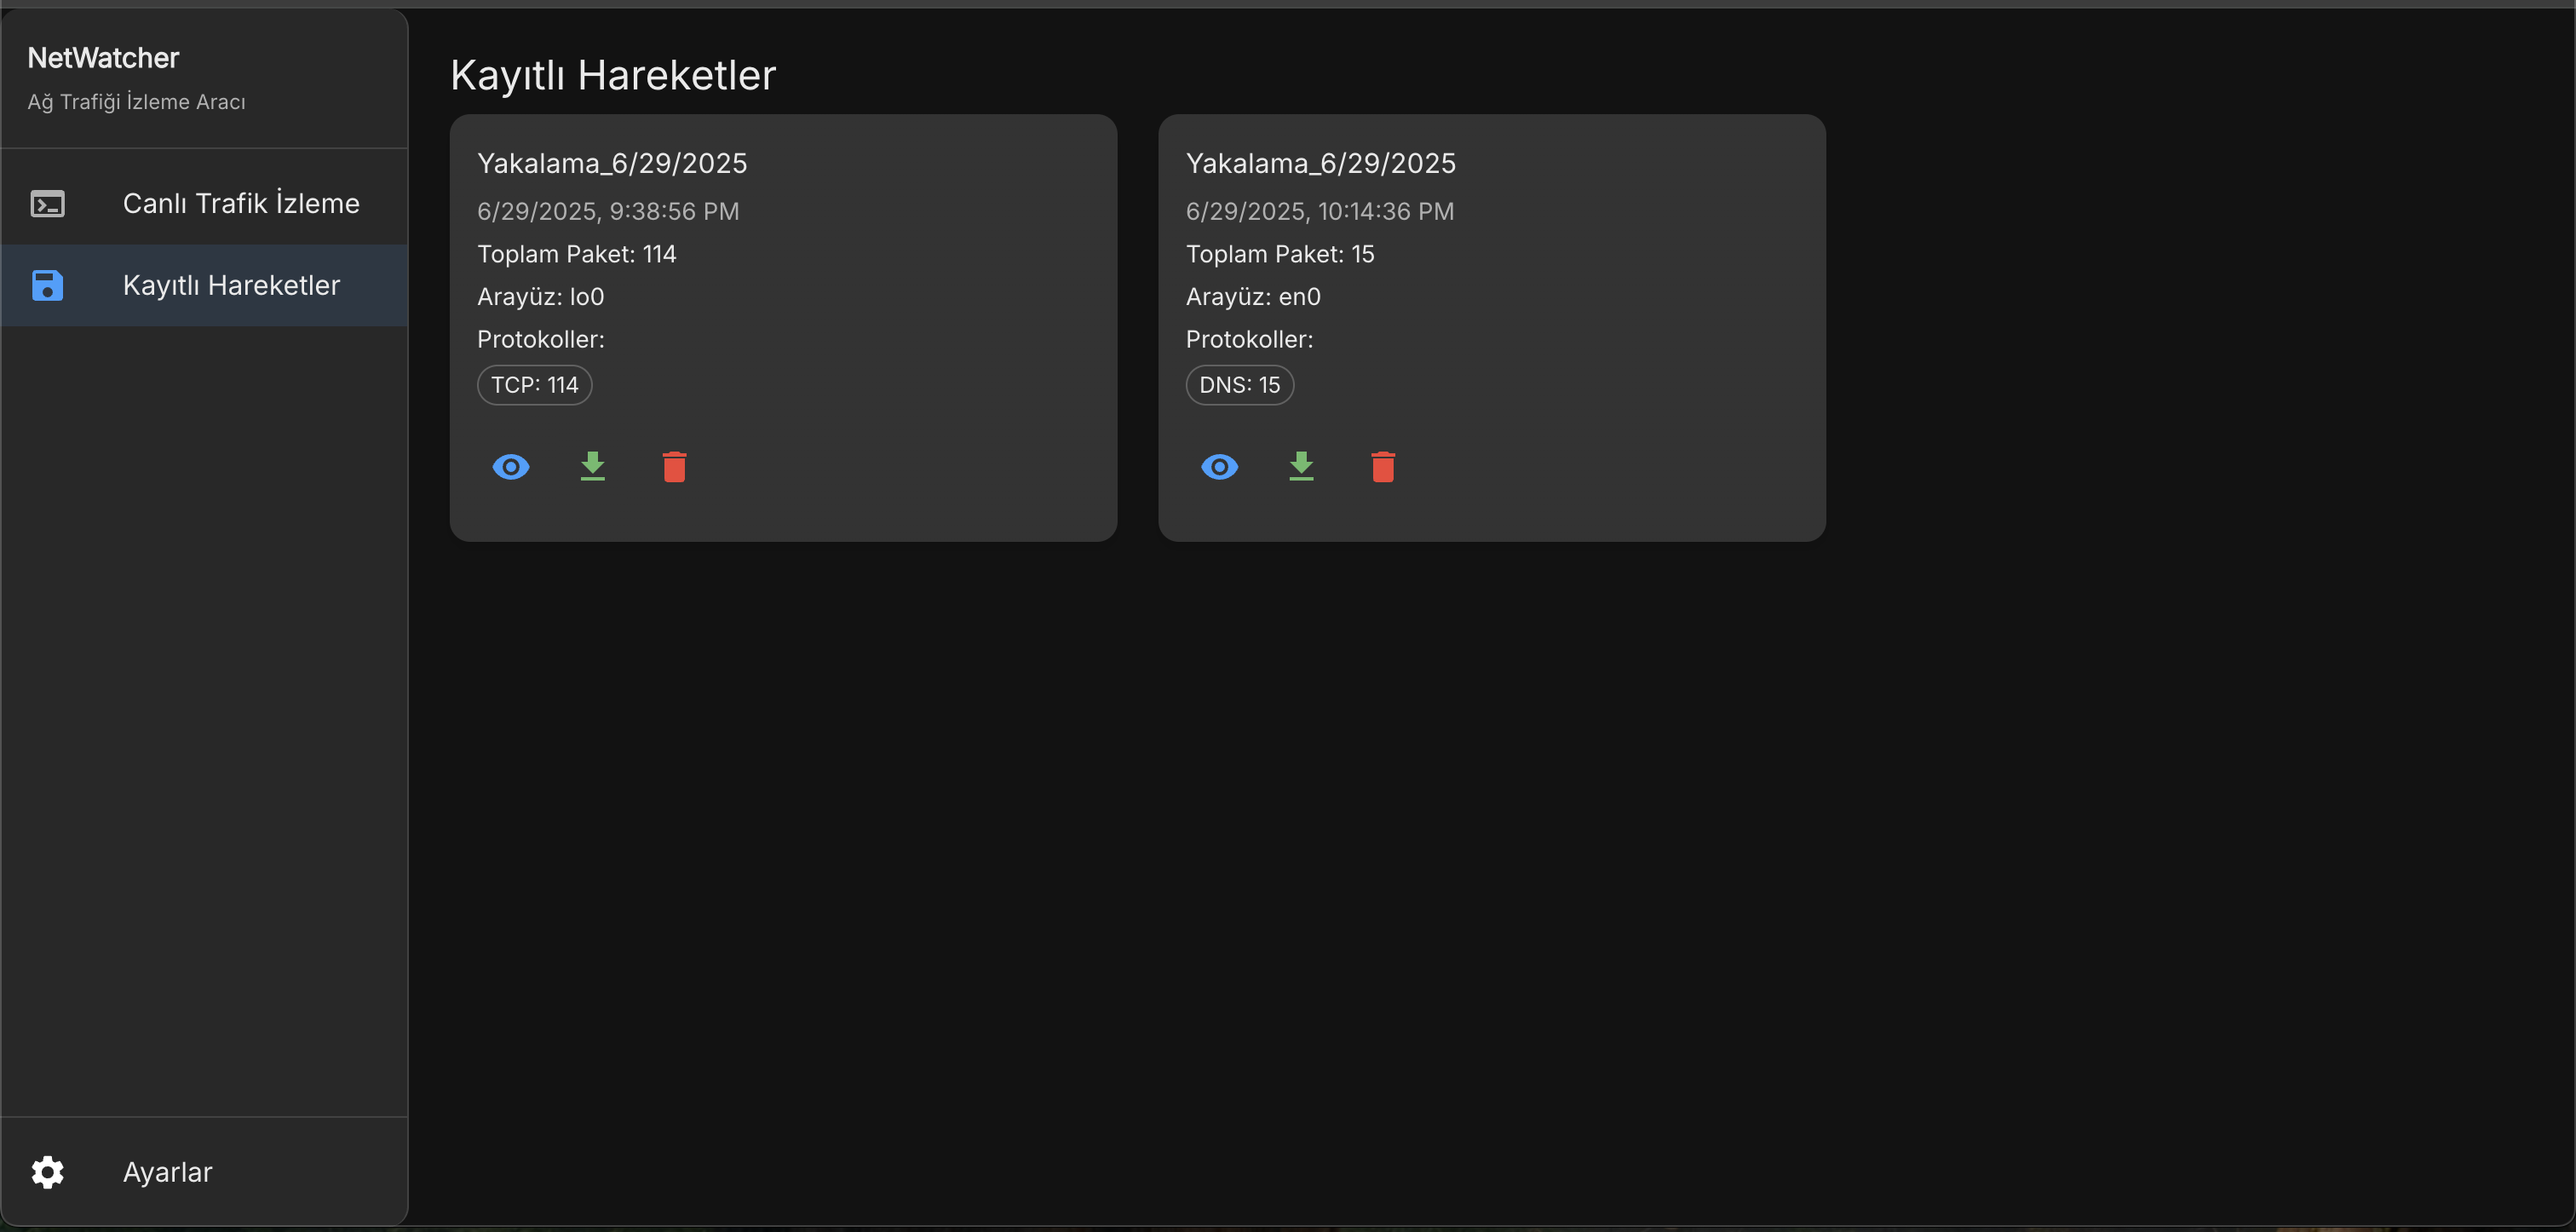 NetWatcher
Ağ Trafiği İzleme Aracı
Canlı Trafik İzleme
Kayıtlı Hareketler
Ayarlar
Kayıtlı Hareketler
Yakalama_6/29/2025
6/29/2025, 9:38:56 PM
Toplam Paket: 114
Arayüz: lo0
Protokoller:
TCP: 114
Yakalama_6/29/2025
6/29/2025, 10:14:36 PM
Toplam Paket: 15
Arayüz: en0
Protokoller:
DNS: 15